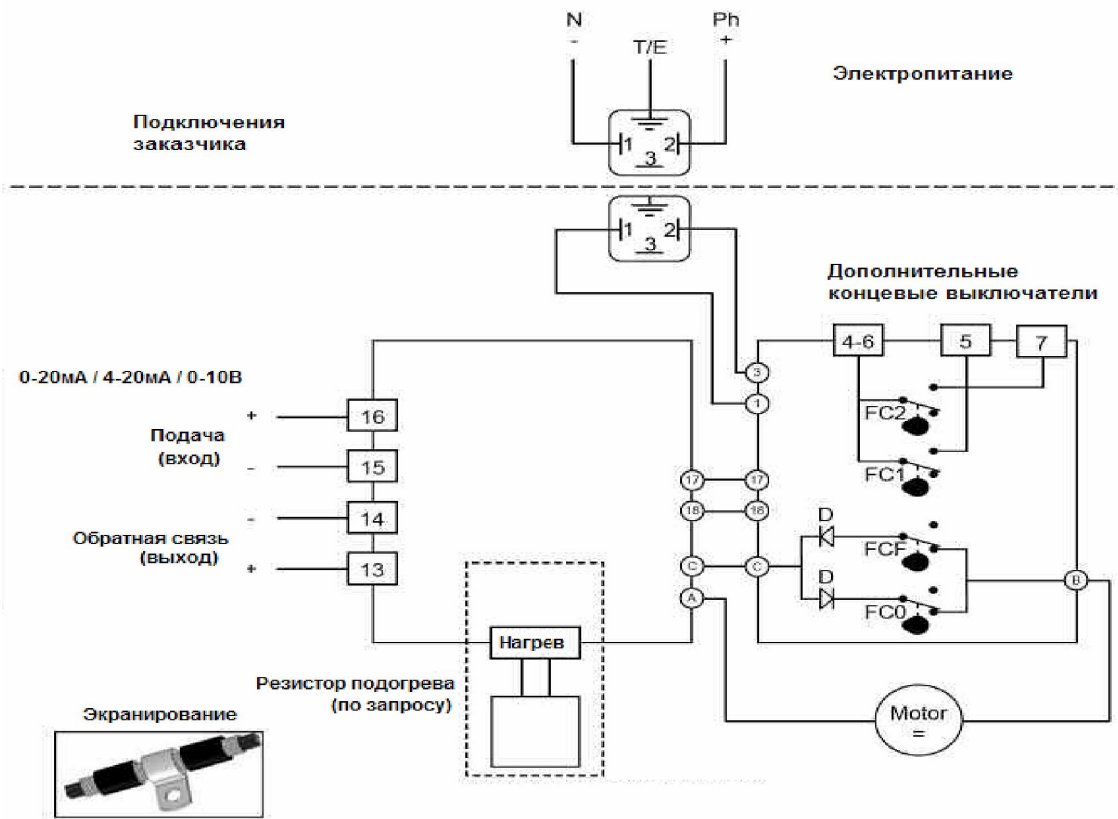 N
-
T/E
Ph
+
Электропитание
Подключения
заказчика
1
2
3
1
2
3
Дополнительные
концевые выключатели
4-6
5
7
0-20мА / 4-20мА / 0-10В
3
1
+
16
FC2
Подача
(вход)
-
15
FC1
17
17
18
18
-
14
Обратная связь
(выход)
+
13
D
FCF
C
C
D
B
A
FC0
Нагрев
Резистор подогрева
(по запросу)
Экранирование
Motor
=